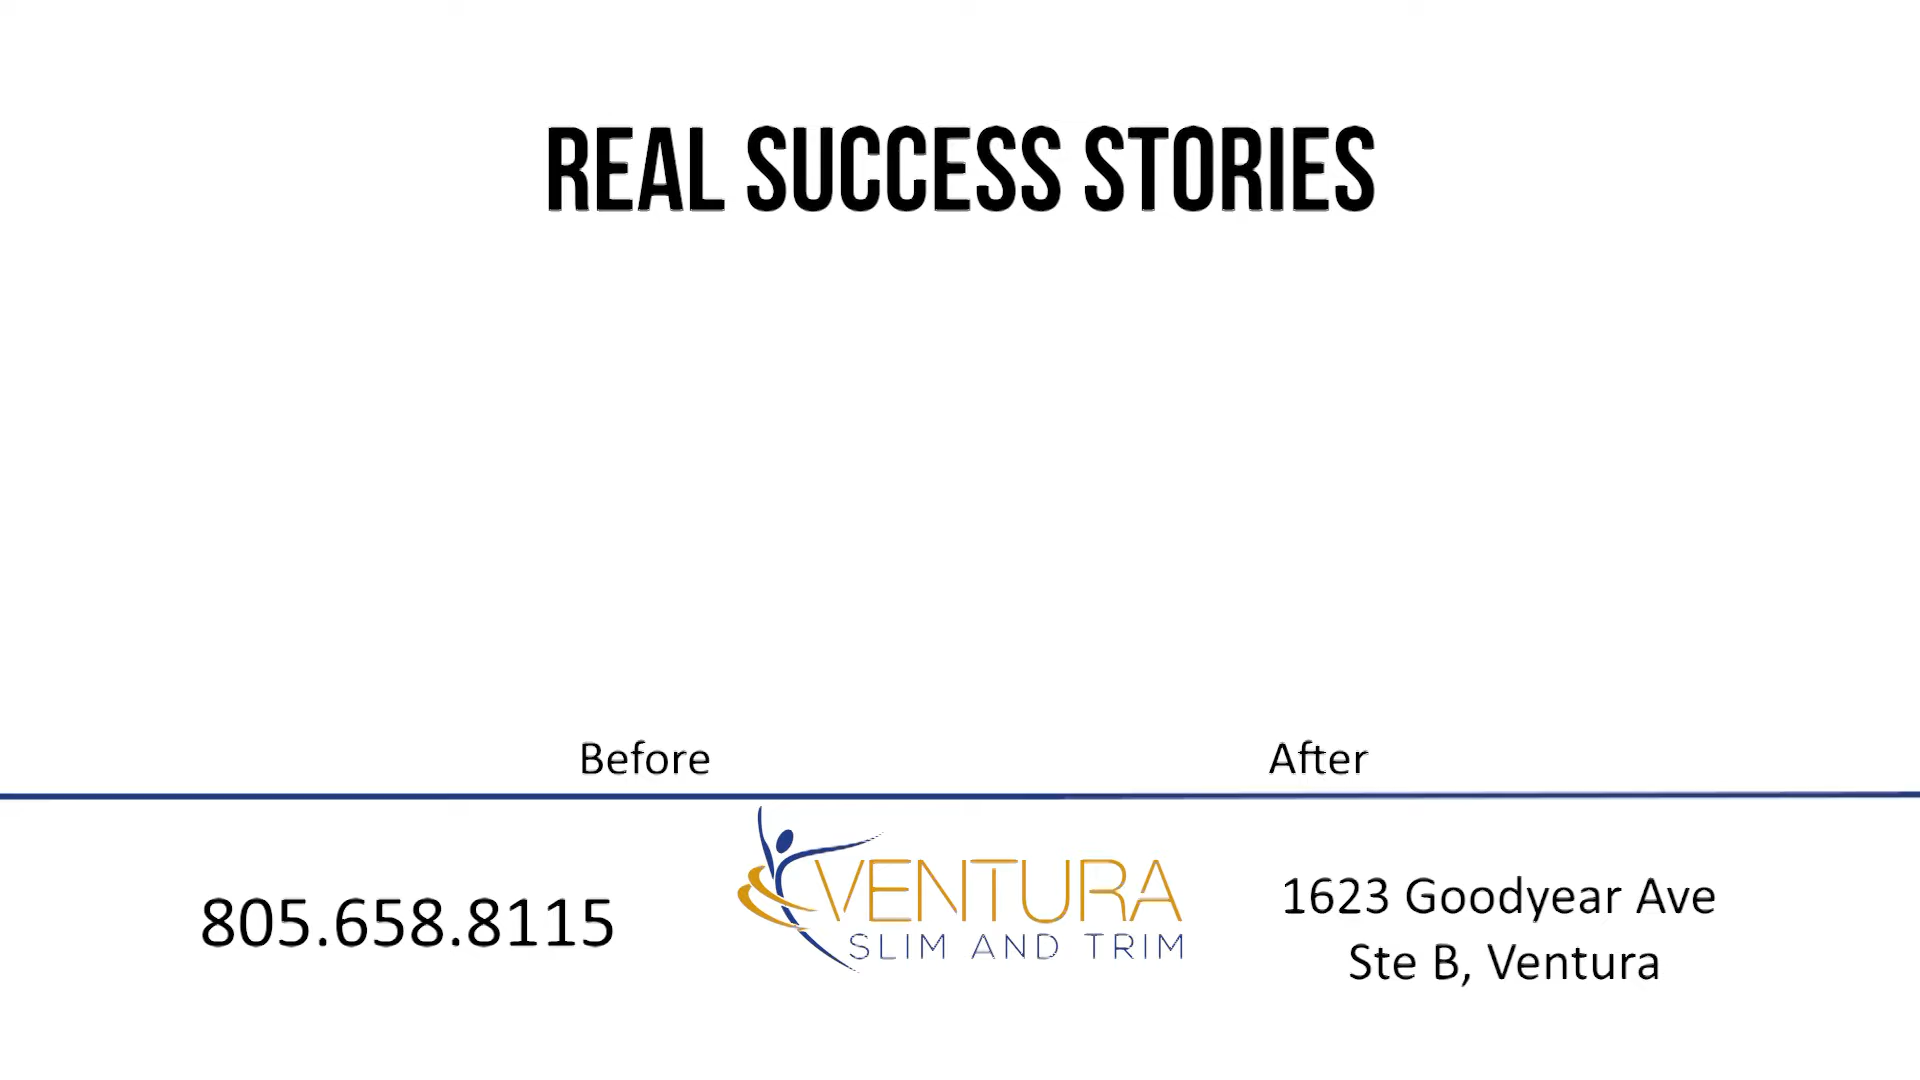 REAL SUCCESS STORIES
Before
After
805.658.8115
VENTURA
SLIM AND TRIM
1623 Goodyear Ave
Ste B, Ventura